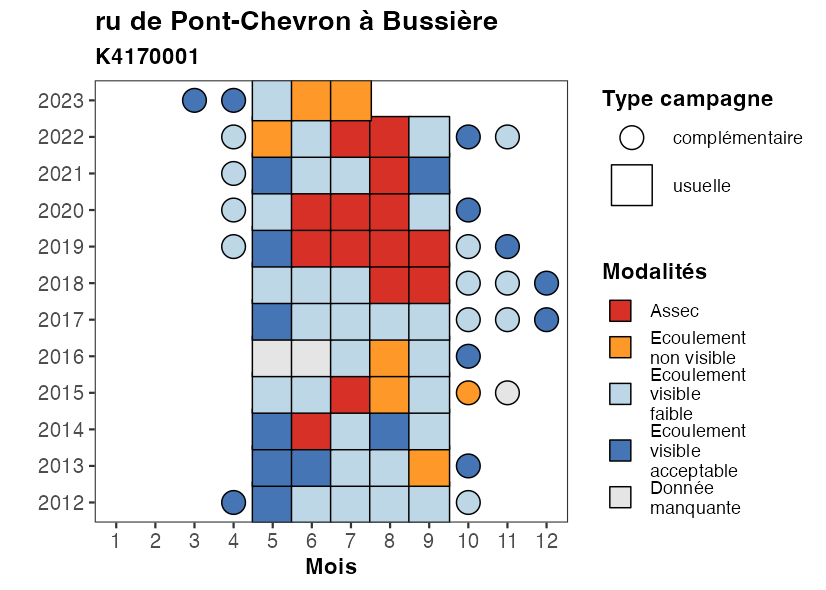 ru de Pont-Chevron à Bussière
K4170001
2023
2022
2021
2020
2019
2018
2017
2016
2015
2014
2013
2012
1 2 3 4 5 6 7 8 9 10 11 12
Mois
Type campagne
complémentaire
usuelle
Modalités
Assec
Ecoulement
non visible
Ecoulement
visible
faible
Ecoulement
visible
acceptable
Donnée
manquante